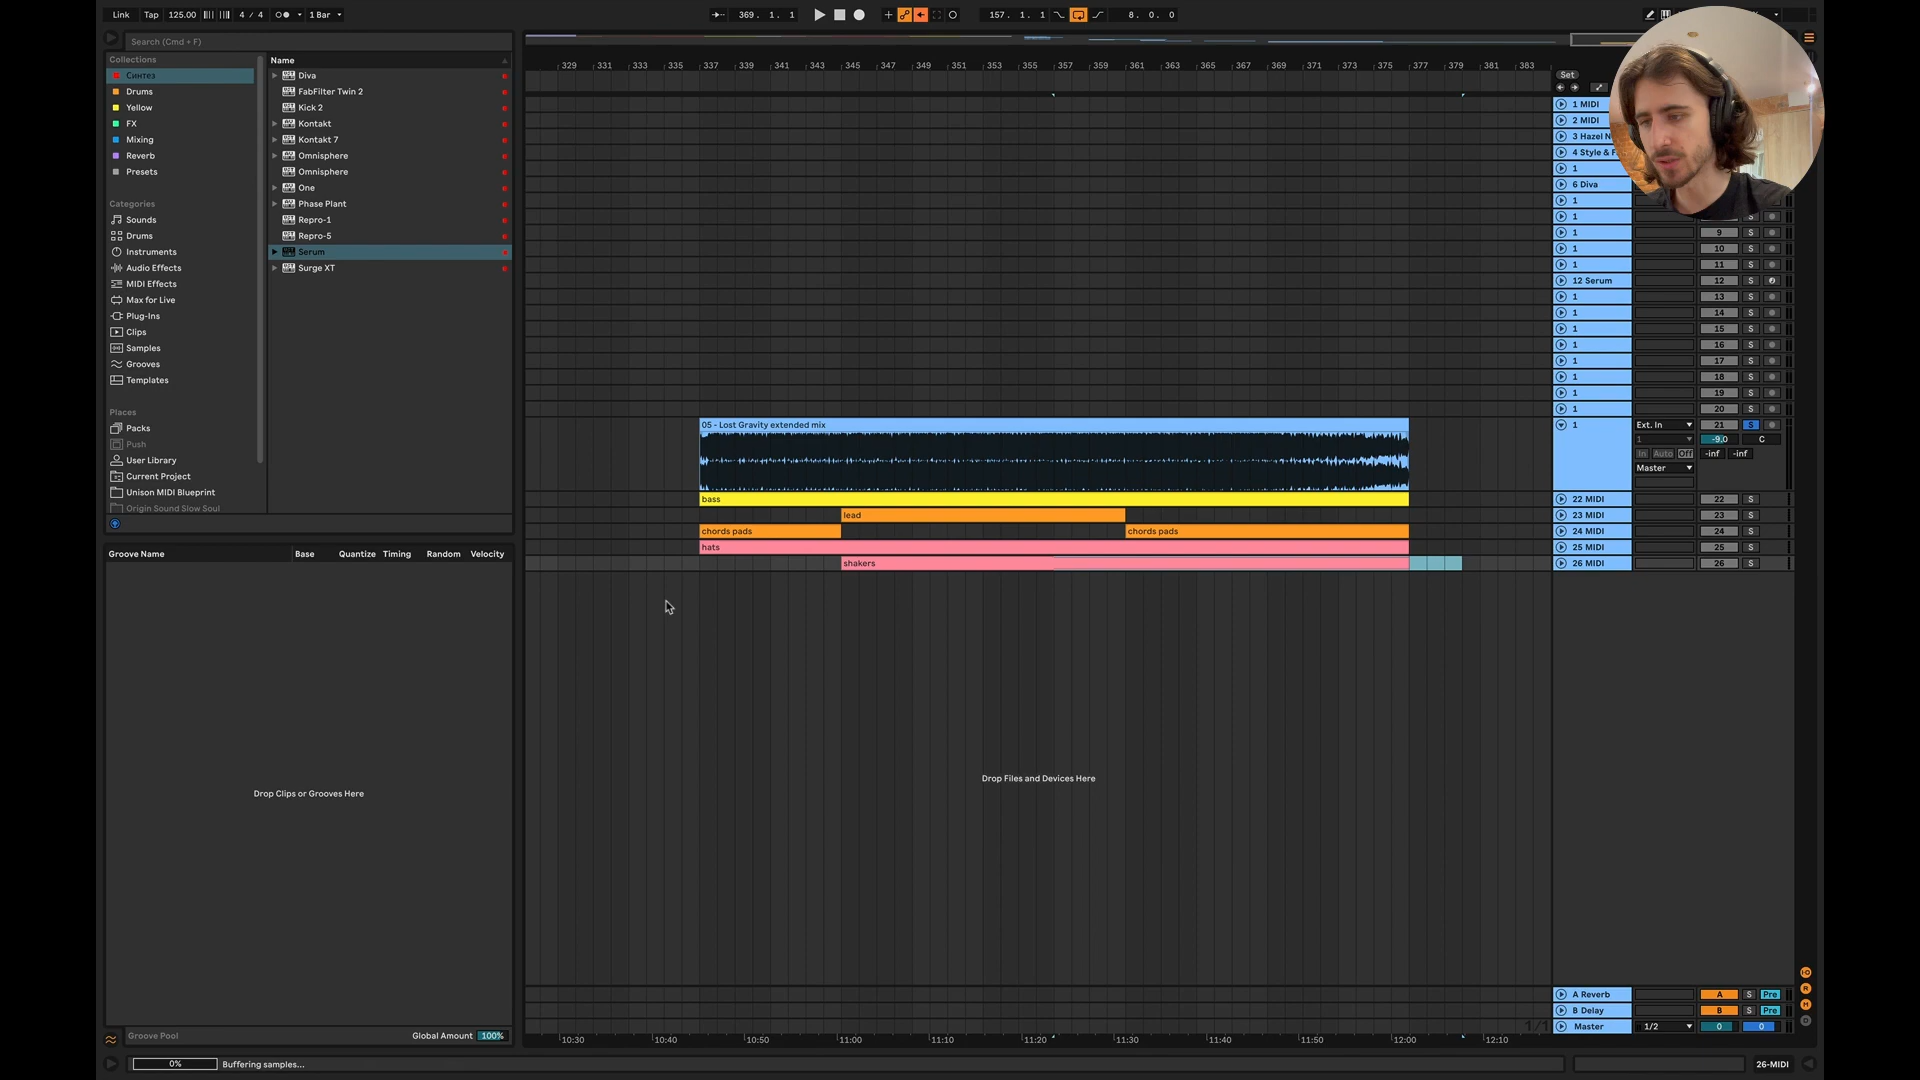 Link Tap 125.00 4 / 4 1 Bar 369. 1. 1 157. 1. 1 8. 0. 0
Search (Cmd + F)
Collections
Синтез
Drums
Yellow
FX
Mixing
Reverb
Presets
Categories
Sounds
Drums
Instruments
Audio Effects
MIDI Effects
Max for Live
Plug-Ins
Clips
Samples
Grooves
Templates
Places
Packs
Push
User Library
Current Project
Unison MIDI Blueprint
Origin Sound Slow Soul
Name
Diva
FabFilter Twin 2
Kick 2
Kontakt
Kontakt 7
Omnisphere
Omnisphere
One
Phase Plant
Repro-1
Repro-5
Serum
Surge XT
Groove Name Base Quantize Timing Random Velocity
Drop Clips or Grooves Here
Groove Pool Global Amount 100%
0% Buffering samples...
329 331 333 335 337 339 341 343 345 347 349 351 353 355 357 359 361 363 365 367 369 371 373 375 377 379 381 383
Set
1 MIDI
2 MIDI
3 Hazel N
4 Style & F
1
6 Diva
1
1 S
1 9 S
1 10 S
1 11 S
12 Serum 12 S
1 13 S
1 14 S
1 15 S
1 16 S
1 17 S
1 18 S
1 19 S
1 20 S
05 - Lost Gravity extended mix
1 Ext. In 21 S
1 -9.0 C
In Auto Off -inf -inf
Master
bass 22 MIDI 22 S
lead 23 MIDI 23 S
chords pads chords pads 24 MIDI 24 S
hats 25 MIDI 25 S
shakers 26 MIDI 26 S
Drop Files and Devices Here
A Reverb A S Pre
B Delay B S Pre
1/1 Master 1/2 0 0
10:30 10:40 10:50 11:00 11:10 11:20 11:30 11:40 11:50 12:00 12:10
26-MIDI